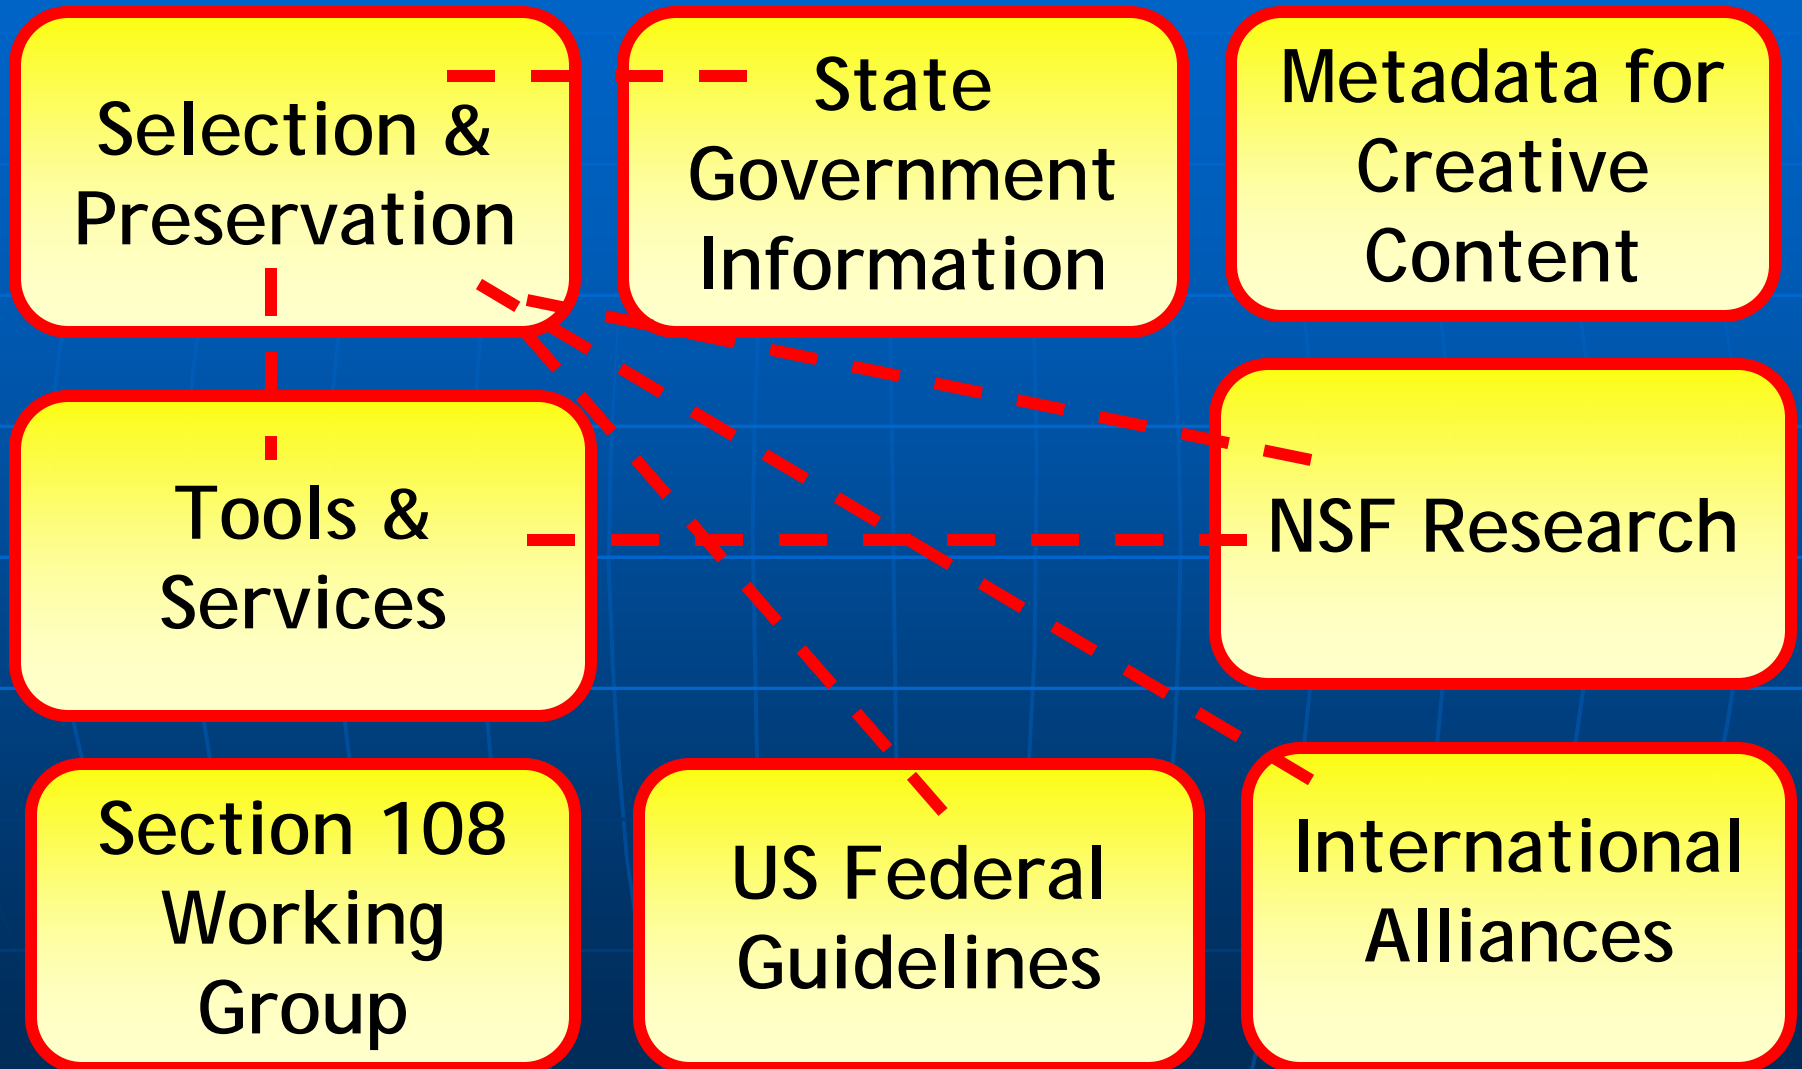 Selection &
Preservation
State
Government
Information
Metadata for
Creative
Content
Tools &
Services
NSF Research
Section 108
Working
Group
US Federal
Guidelines
International
Alliances